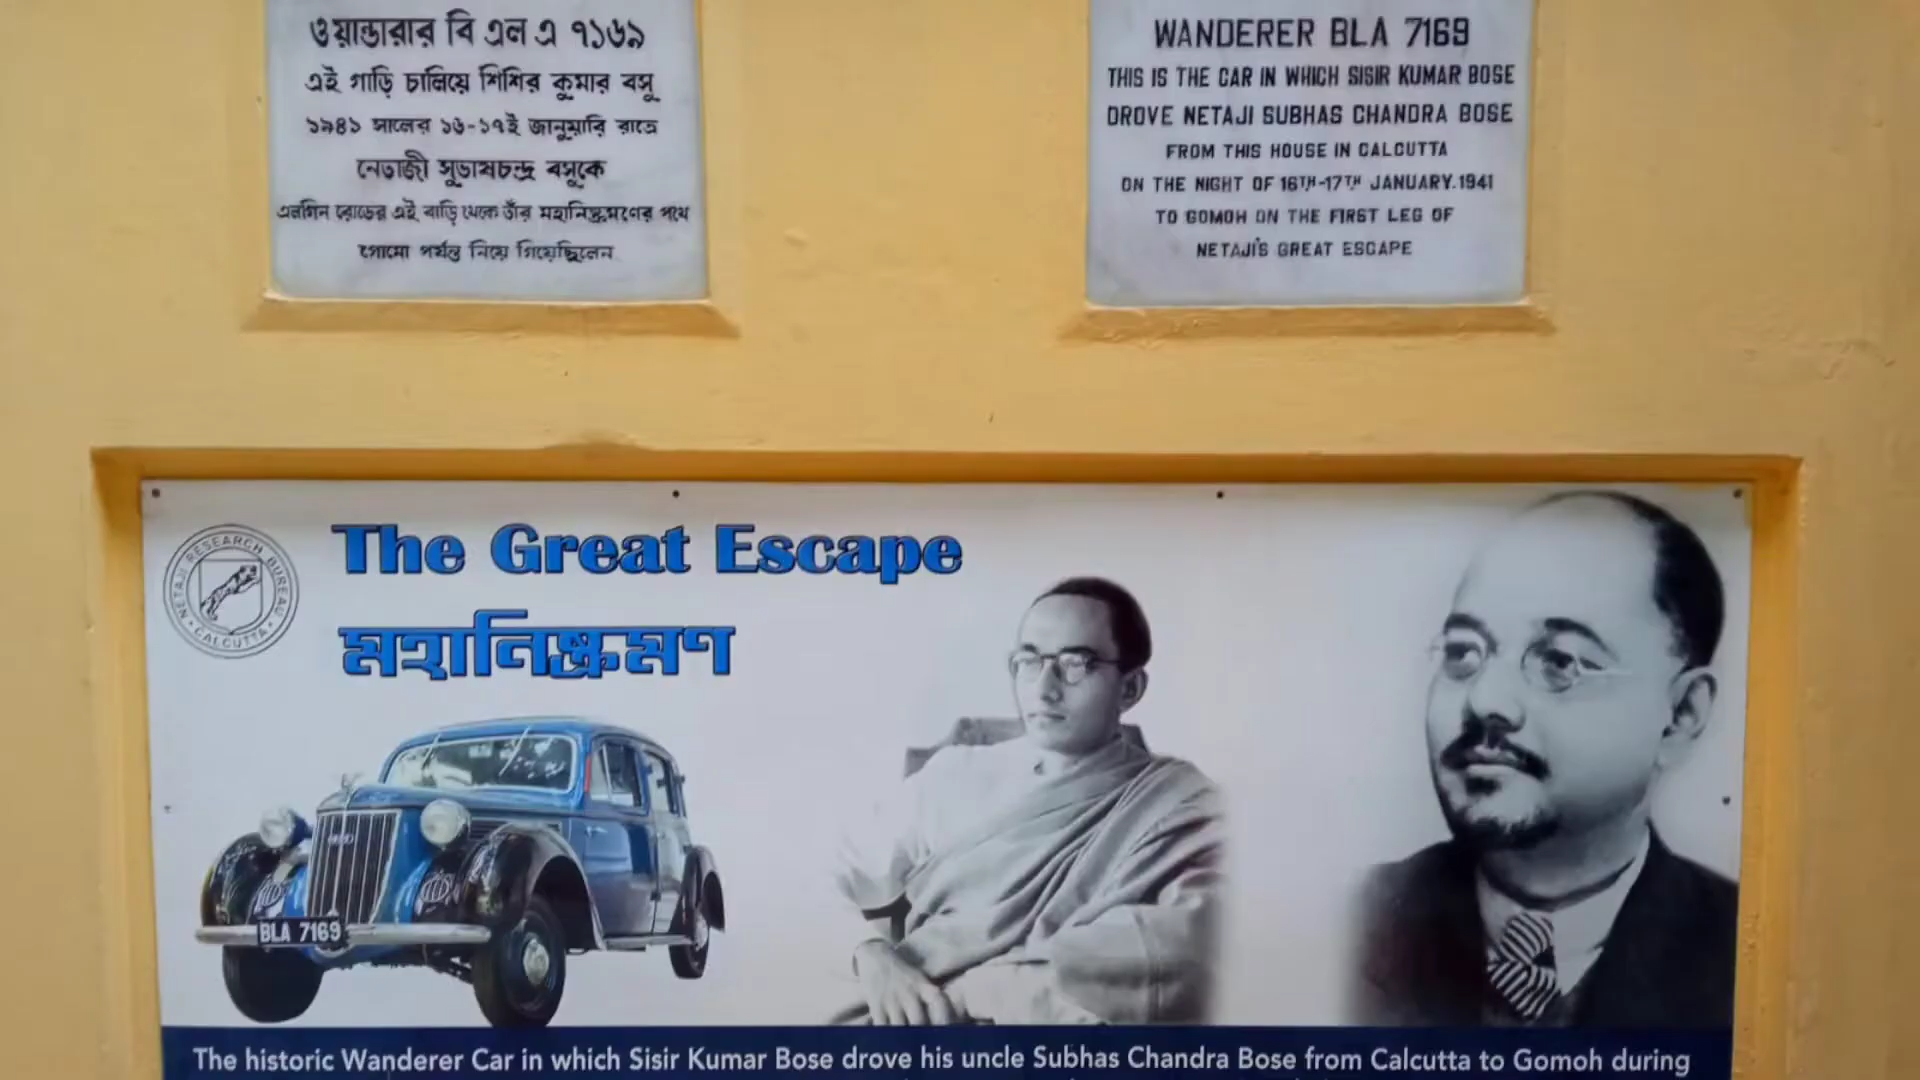 ওয়ান্ডারার বি এল এ ৭১৬৯
এই গাড়ি চালিয়ে শিশির কুমার বসু
১৯৪১ সালের ১৬-১৭ই জানুয়ারি রাতে
নেতাজী সুভাষচন্দ্র বসুকে
এলগিন রোডের এই বাড়ি থেকে তাঁর মহানিষ্ক্রমণের পথে
গোমো পর্যন্ত নিয়ে গিয়েছিলেন
WANDERER BLA 7169
THIS IS THE CAR IN WHICH SISIR KUMAR BOSE
DROVE NETAJI SUBHAS CHANDRA BOSE
FROM THIS HOUSE IN CALCUTTA
ON THE NIGHT OF 16TH-17TH JANUARY.1941
TO GOMOH ON THE FIRST LEG OF
NETAJI'S GREAT ESCAPE
NETAJI RESEARCH BUREAU
CALCUTTA
The Great Escape
মহানিষ্ক্রমণ
BLA 7169
The historic Wanderer Car in which Sisir Kumar Bose drove his uncle Subhas Chandra Bose from Calcutta to Gomoh during